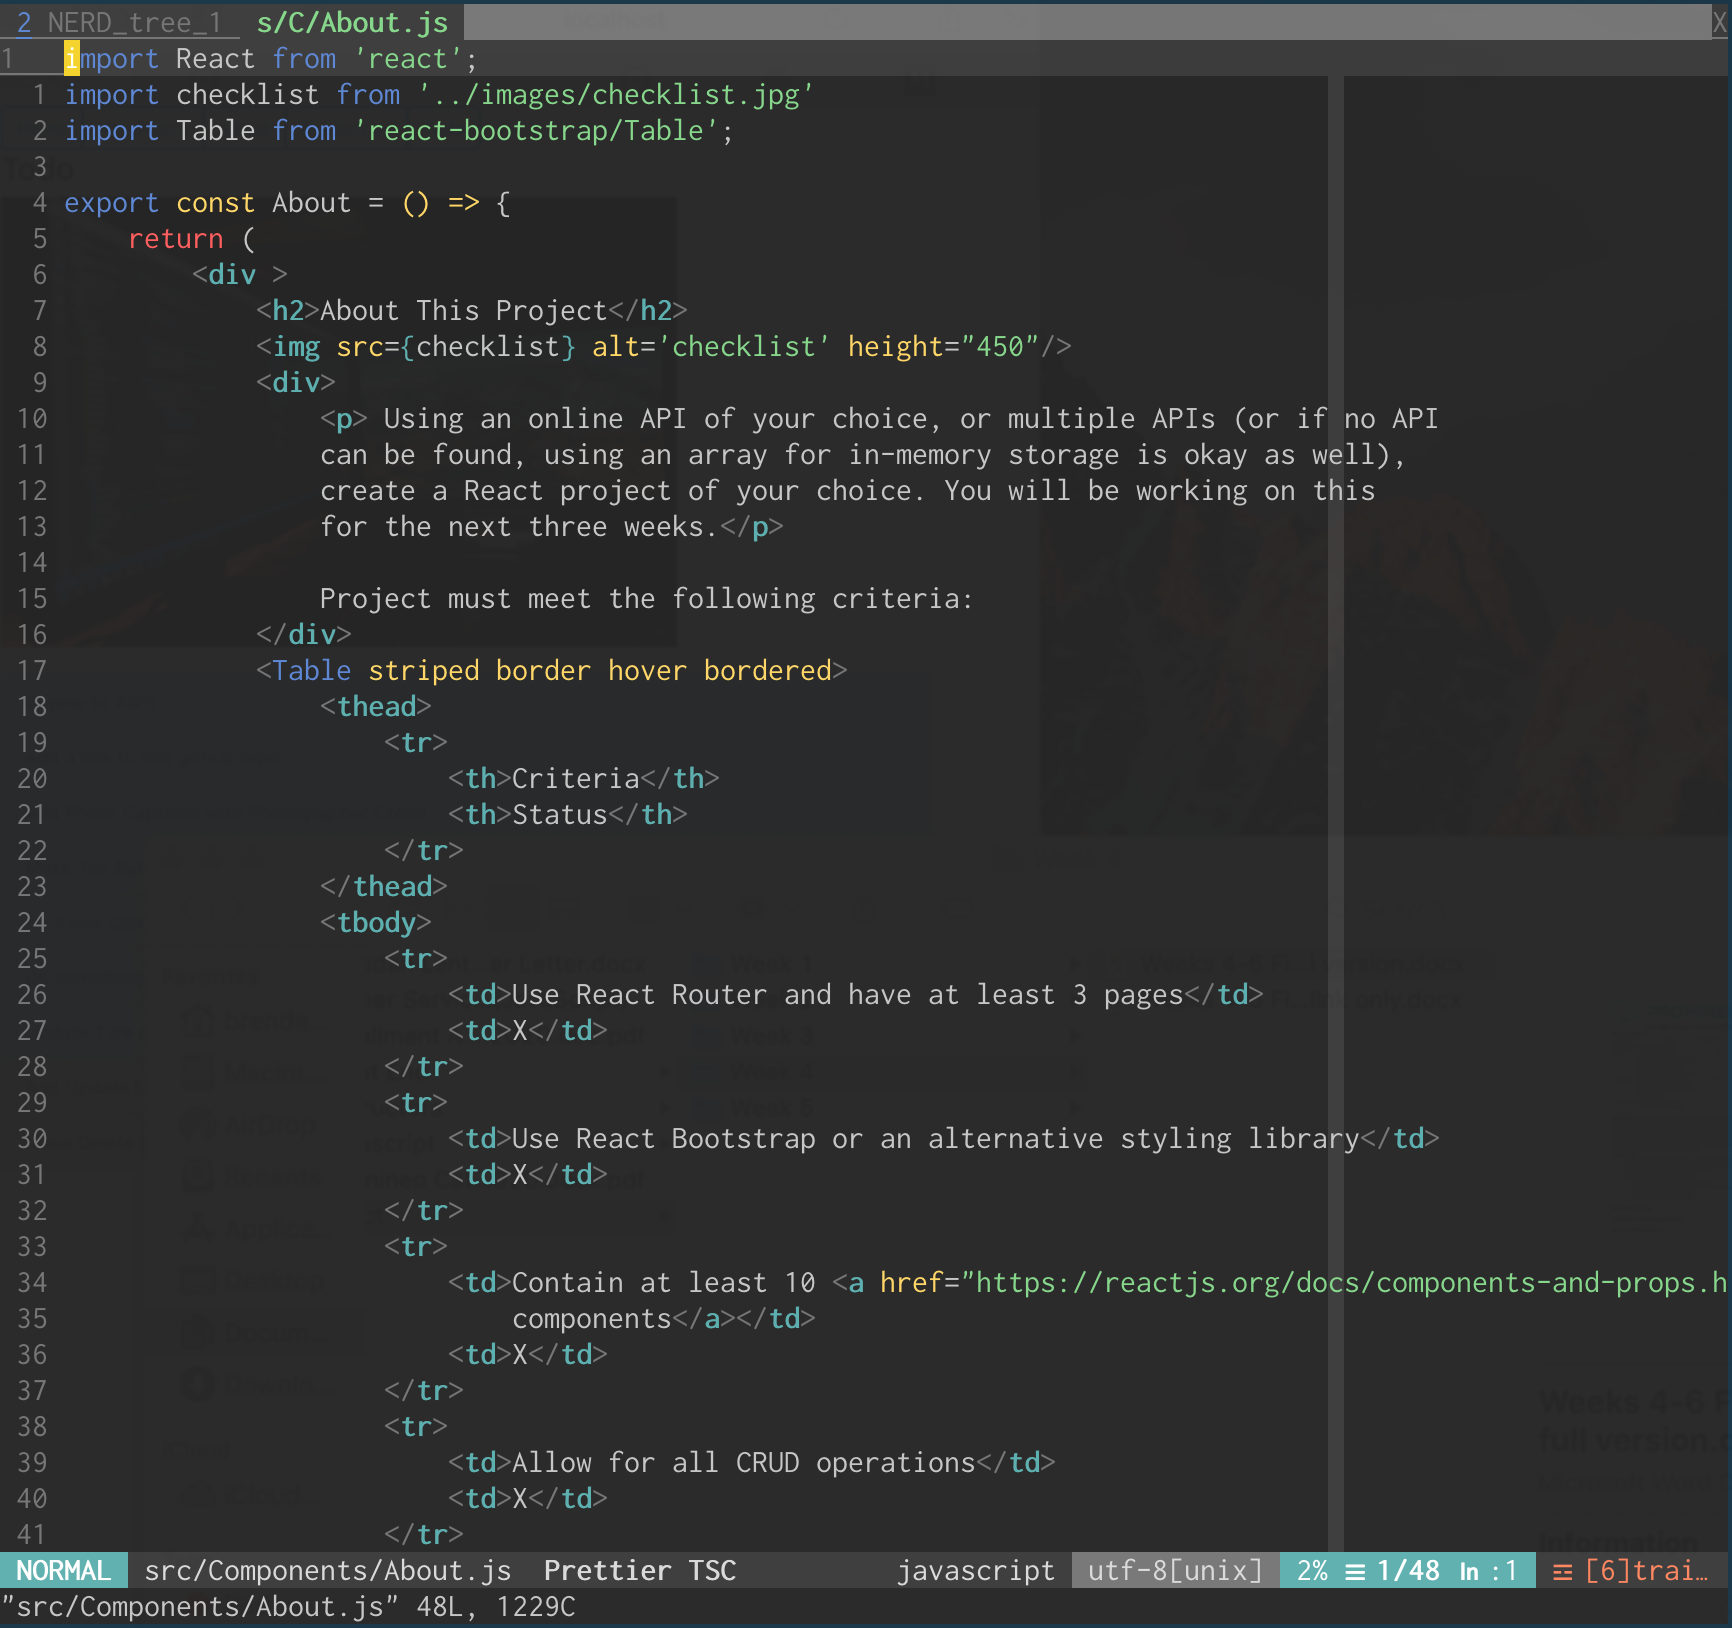 2 NERD_tree_1 s/C/About.js X
1 import React from 'react';
1 import checklist from '../images/checklist.jpg'
2 import Table from 'react-bootstrap/Table';
3
4 export const About = () => {
5 return (
6 <div >
7 <h2>About This Project</h2>
8 <img src={checklist} alt='checklist' height="450"/>
9 <div>
10 <p> Using an online API of your choice, or multiple APIs (or if no API
11 can be found, using an array for in-memory storage is okay as well),
12 create a React project of your choice. You will be working on this
13 for the next three weeks.</p>
14
15 Project must meet the following criteria:
16 </div>
17 <Table striped border hover bordered>
18 <thead>
19 <tr>
20 <th>Criteria</th>
21 <th>Status</th>
22 </tr>
23 </thead>
24 <tbody>
25 <tr>
26 <td>Use React Router and have at least 3 pages</td>
27 <td>X</td>
28 </tr>
29 <tr>
30 <td>Use React Bootstrap or an alternative styling library</td>
31 <td>X</td>
32 </tr>
33 <tr>
34 <td>Contain at least 10 <a href="https://reactjs.org/docs/components-and-props.h
35 components</a></td>
36 <td>X</td>
37 </tr>
38 <tr>
39 <td>Allow for all CRUD operations</td>
40 <td>X</td>
41 </tr>
NORMAL src/Components/About.js Prettier TSC javascript utf-8[unix] 2% ☰ 1/48 ln :1 ☲ [6]trai…
"src/Components/About.js" 48L, 1229C